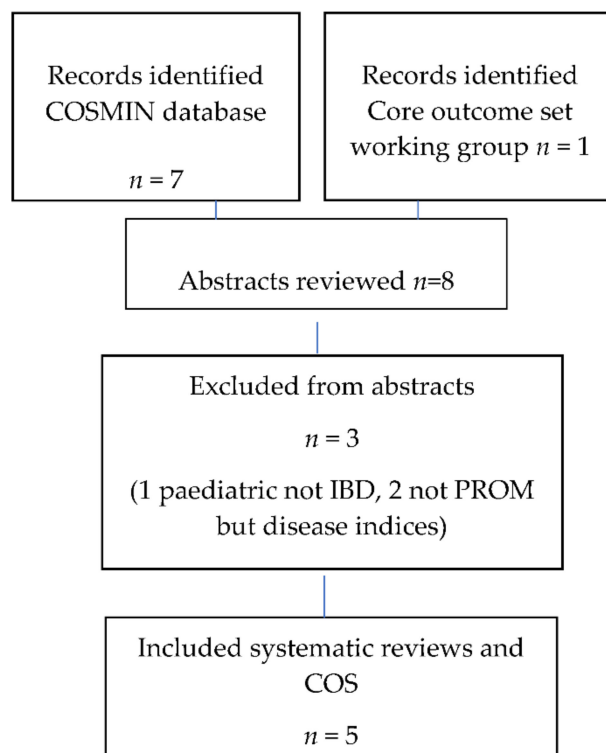 Records identified
COSMIN database
n = 7
Records identified
Core outcome set
working group n = 1
Abstracts reviewed n=8
Excluded from abstracts
n = 3
(1 paediatric not IBD, 2 not PROM
but disease indices)
Included systematic reviews and
COS
n = 5